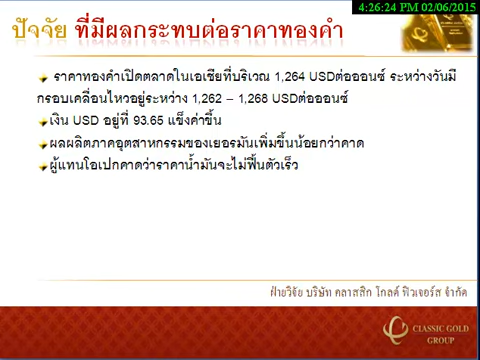 4:26:24 PM 02/06/2015
ปัจจัย ที่มีผลกระทบต่อราคาทองคำ
ราคาทองคำเปิดตลาดในเอเชียที่บริเวณ 1,264 USDต่อออนซ์ ระหว่างวันมี
กรอบเคลื่อนไหวอยู่ระหว่าง 1,262 – 1,268 USDต่อออนซ์
เงิน USD อยู่ที่ 93.65 แข็งค่าขึ้น
ผลผลิตภาคอุตสาหกรรมของเยอรมันเพิ่มขึ้นน้อยกว่าคาด
ผู้แทนโอเปกคาดว่าราคาน้ำมันจะไม่ฟื้นตัวเร็ว
ฝ่ายวิจัย บริษัท คลาสสิก โกลด์ ฟิวเจอร์ส จำกัด
CLASSIC GOLD
GROUP